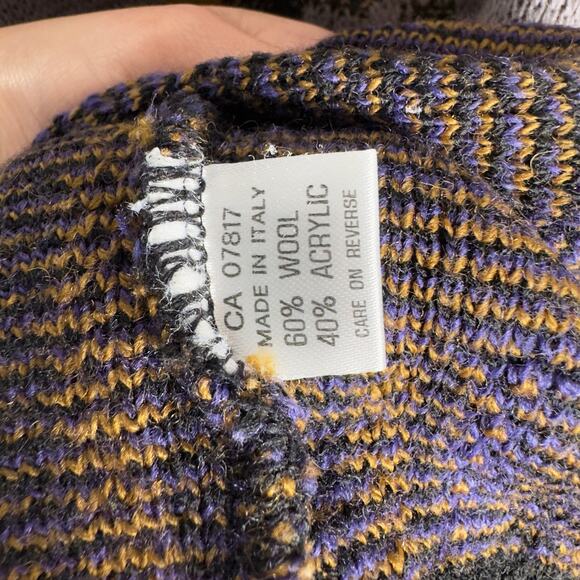 CA 07817
MADE IN ITALY
60% WOOL
40% ACRYLIC
CARE ON REVERSE